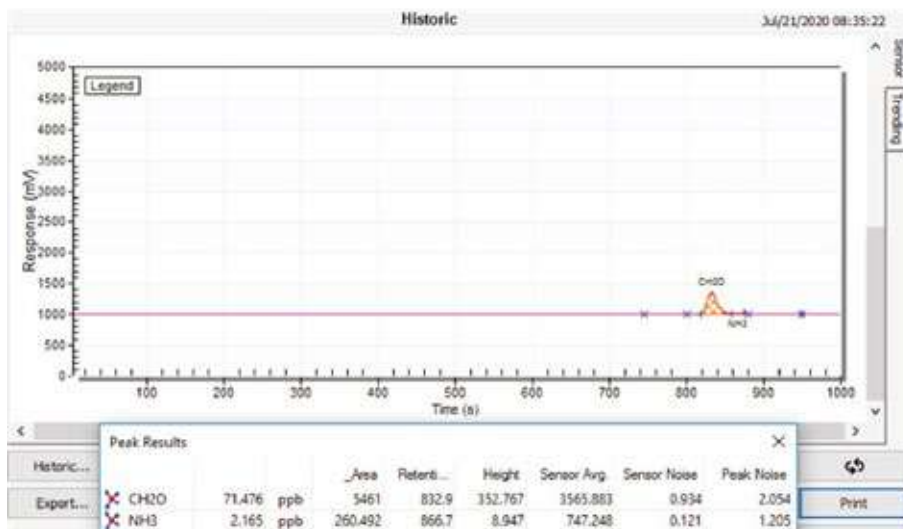 Historic
Jul/21/2020 08:35:22
Sensor
Trending
Legend
Response (mV)
5000
4500
4000
3500
3000
2500
2000
1500
1000
500
0
CH2O
NH3
100 200 300 400 500 600 700 800 900 1000
Time (s)
Peak Results
_Area Retenti... Height Sensor Avg Sensor Noise Peak Noise
CH2O 71.476 ppb 5461 832.9 352.767 3565.883 0.934 2.054
NH3 2.165 ppb 260.492 866.7 8.947 747.248 0.121 1.205
Historic...
Export...
Print